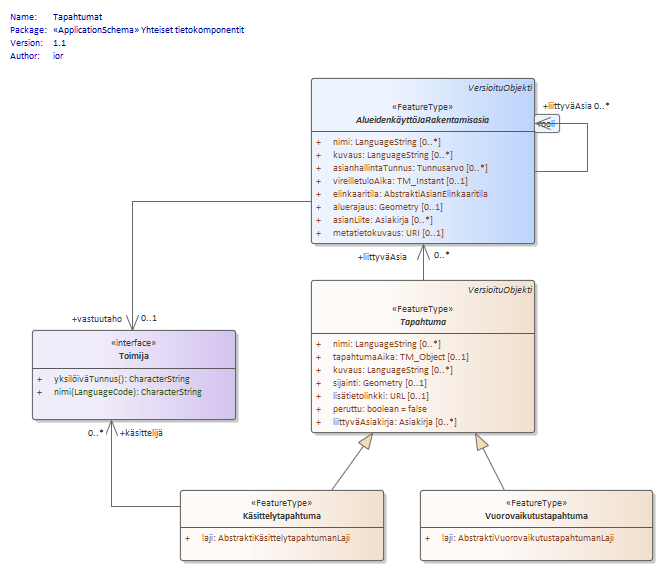 Name: Tapahtumat
Package: «ApplicationSchema» Yhteiset tietokomponentit
Version: 1.1
Author: ior
VersioituObjekti
«FeatureType»
AlueidenkäyttöJaRakentamisasia
+ nimi: LanguageString [0..*]
+ kuvaus: LanguageString [0..*]
+ asianhallintaTunnus: Tunnusarvo [0..*]
+ vireilletuloAika: TM_Instant [0..1]
+ elinkaaritila: AbstraktiAsianElinkaaritila
+ aluerajaus: Geometry [0..1]
+ asianLiite: Asiakirja [0..*]
+ metatietokuvaus: URI [0..1]
+liittyväAsia 0..*
+liittyväAsia 0..*
+vastuutaho 0..1
VersioituObjekti
«FeatureType»
Tapahtuma
+ nimi: LanguageString [0..*]
+ tapahtumaAika: TM_Object [0..1]
+ kuvaus: LanguageString [0..*]
+ sijainti: Geometry [0..1]
+ lisätietolinkki: URL [0..1]
+ peruttu: boolean = false
+ liittyväAsiakirja: Asiakirja [0..*]
«interface»
Toimija
+ yksilöiväTunnus(): CharacterString
+ nimi(LanguageCode): CharacterString
0..* +käsittelijä
«FeatureType»
Käsittelytapahtuma
+ laji: AbstraktiKäsittelytapahtumanLaji
«FeatureType»
Vuorovaikutustapahtuma
+ laji: AbstraktiVuorovaikutustapahtumanLaji